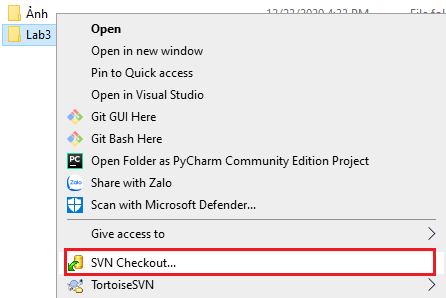 Ảnh
Lab3
Open
Open in new window
Pin to Quick access
Open in Visual Studio
Git GUI Here
Git Bash Here
PC Open Folder as PyCharm Community Edition Project
Zalo Share with Zalo
Scan with Microsoft Defender...
Give access to
SVN Checkout...
TortoiseSVN